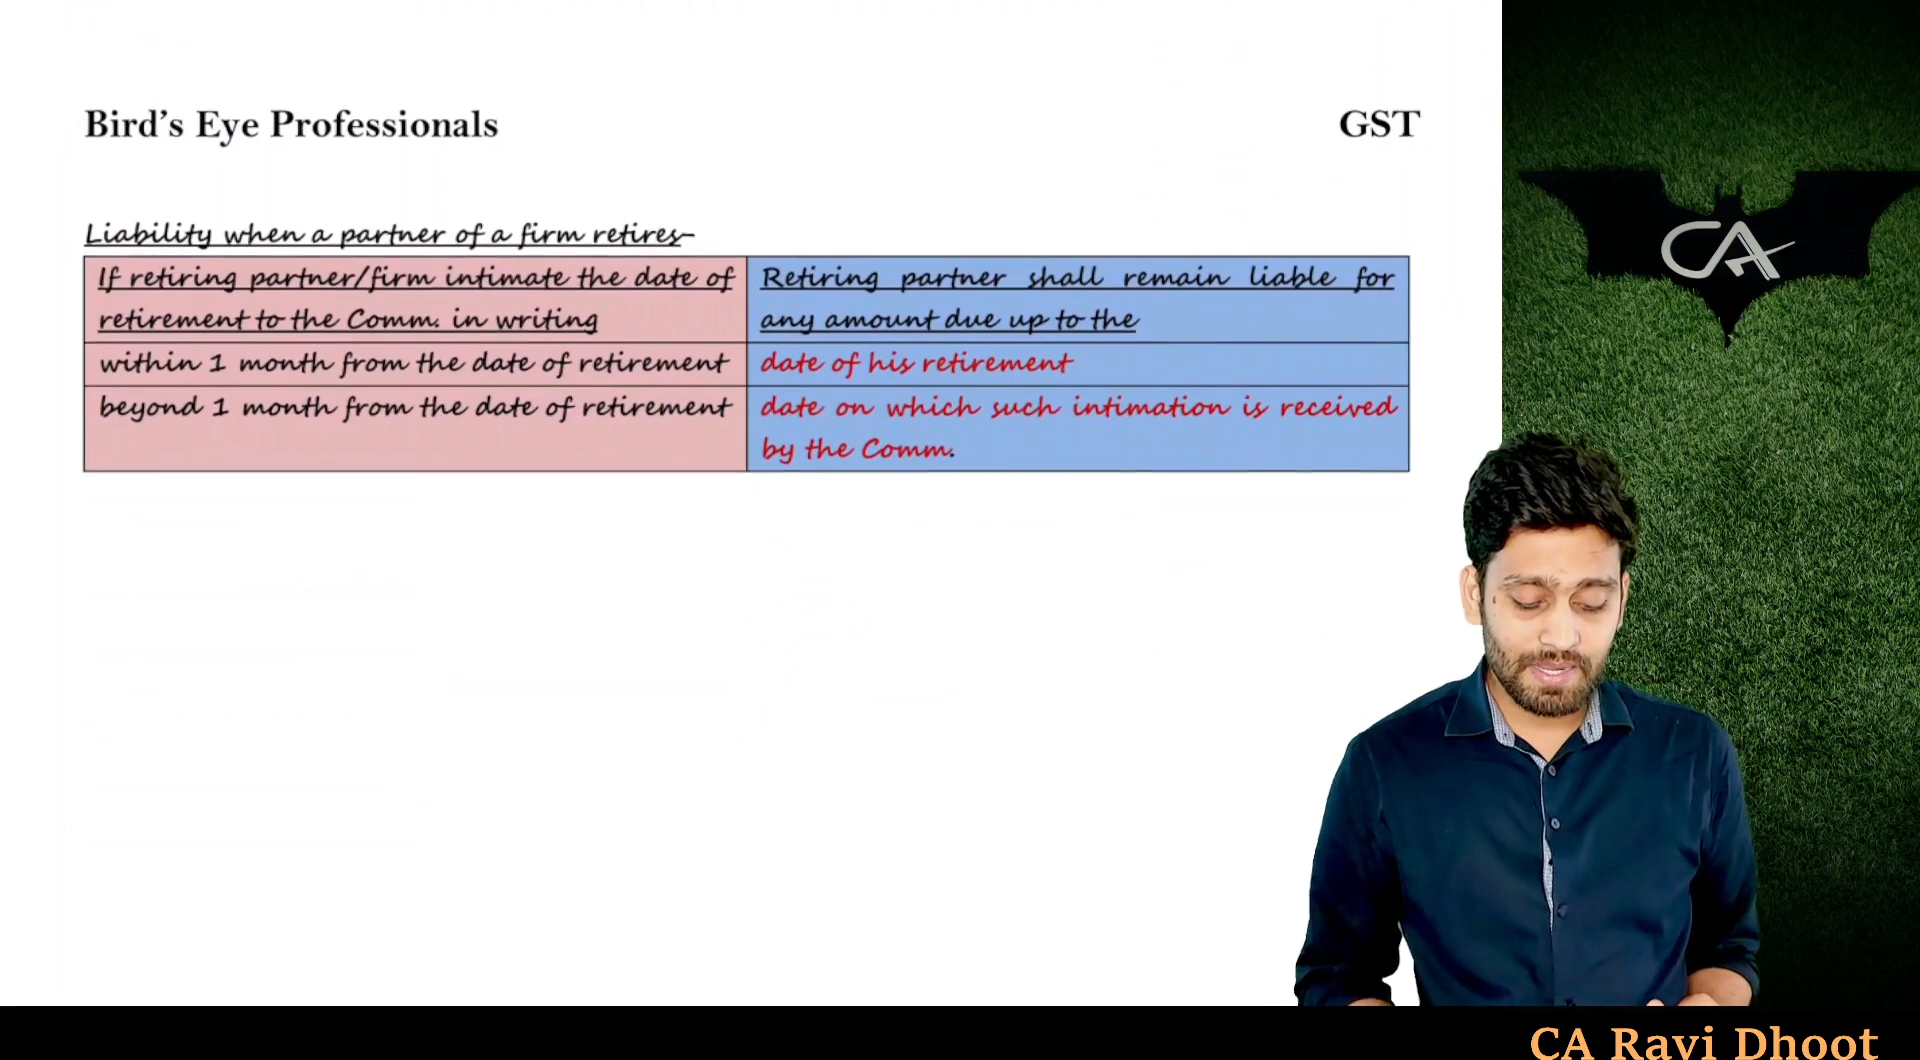 Bird's Eye Professionals GST
Liability when a partner of a firm retires-
If retiring partner/firm intimate the date of
retirement to the Comm. in writing
Retiring partner shall remain liable for
any amount due up to the
within 1 month from the date of retirement
date of his retirement
beyond 1 month from the date of retirement
date on which such intimation is received
by the Comm.
CA
CA Ravi Dhoot